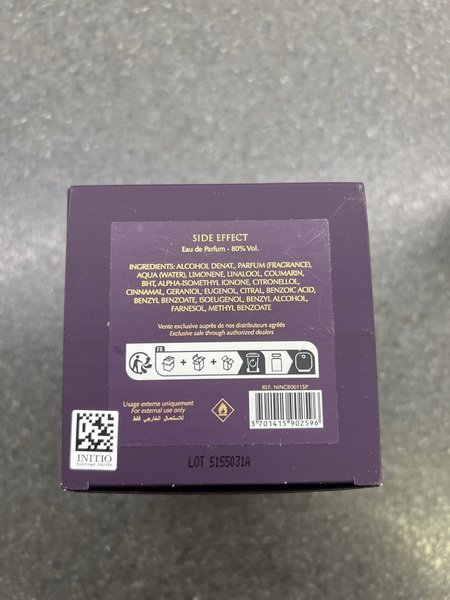 SIDE EFFECT
Eau de Parfum - 80% Vol.
INGREDIENTS: ALCOHOL DENAT., PARFUM (FRAGRANCE),
AQUA (WATER), LIMONENE, LINALOOL, COUMARIN,
BHT, ALPHA-ISOMETHYL IONONE, CITRONELLOL,
CINNAMAL, GERANIOL, EUGENOL, CITRAL, BENZOIC ACID,
BENZYL BENZOATE, ISOEUGENOL, BENZYL ALCOHOL,
FARNESOL, METHYL BENZOATE
Vente exclusive auprès de nos distributeurs agréés
Exclusive sale through authorized dealers
FR
+ +
REF. NINCB00115P
Usage externe uniquement
For external use only
للاستعمال الخارجي فقط
3 701415 902596
INITIO
PARFUMS PRIVÉS
LOT 5155031A